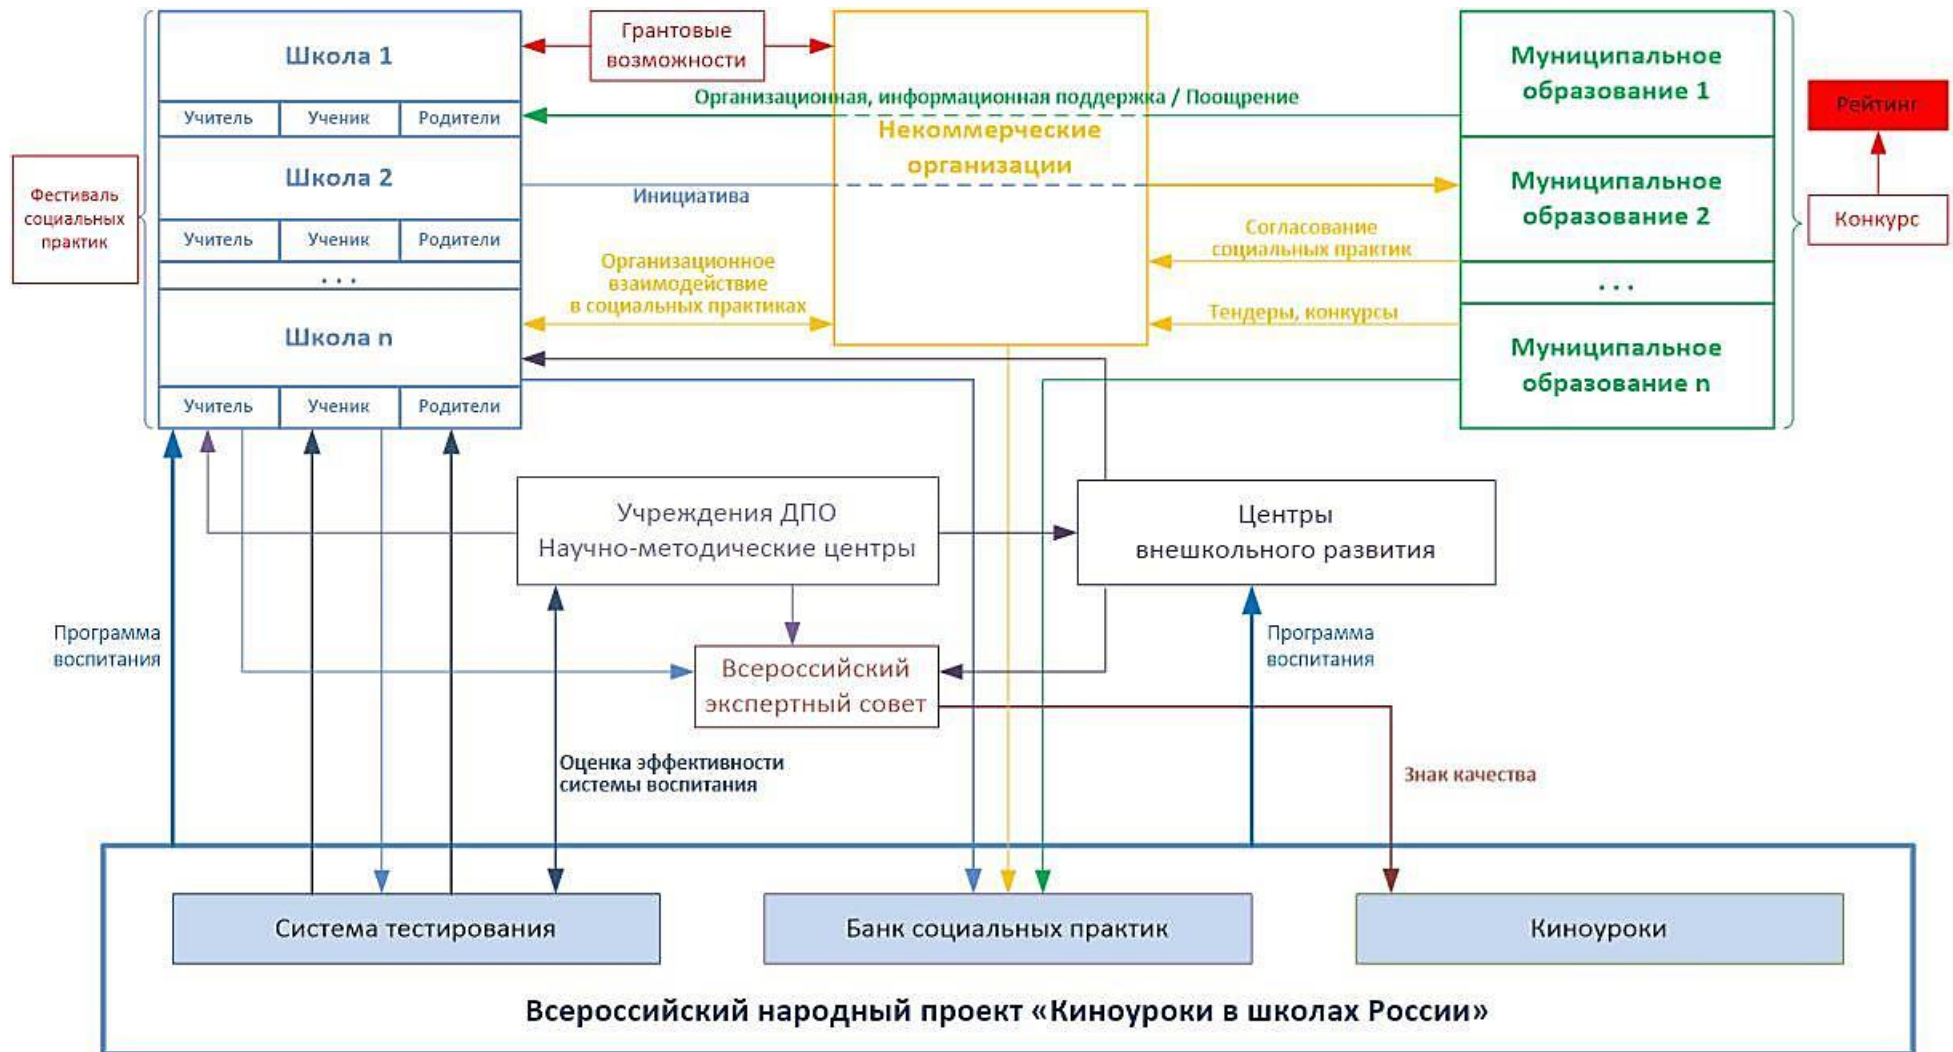 Школа 1
Учитель
Ученик
Родители
Школа 2
Учитель
Ученик
Родители
...
Школа n
Учитель
Ученик
Родители
Фестиваль
социальных
практик
Грантовые
возможности
Организационная, информационная поддержка / Поощрение
Некоммерческие
организации
Инициатива
Организационное
взаимодействие
в социальных практиках
Согласование
социальных практик
Тендеры, конкурсы
Муниципальное
образование 1
Муниципальное
образование 2
...
Муниципальное
образование n
Рейтинг
Конкурс
Учреждения ДПО
Научно-методические центры
Центры
внешкольного развития
Программа
воспитания
Всероссийский
экспертный совет
Программа
воспитания
Оценка эффективности
системы воспитания
Знак качества
Система тестирования
Банк социальных практик
Киноуроки
Всероссийский народный проект «Киноуроки в школах России»